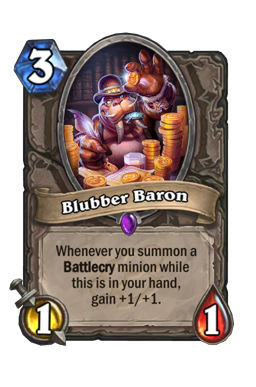 3
Blubber Baron
Whenever you summon a
Battlecry minion while
this is in your hand,
gain +1/+1.
1
1